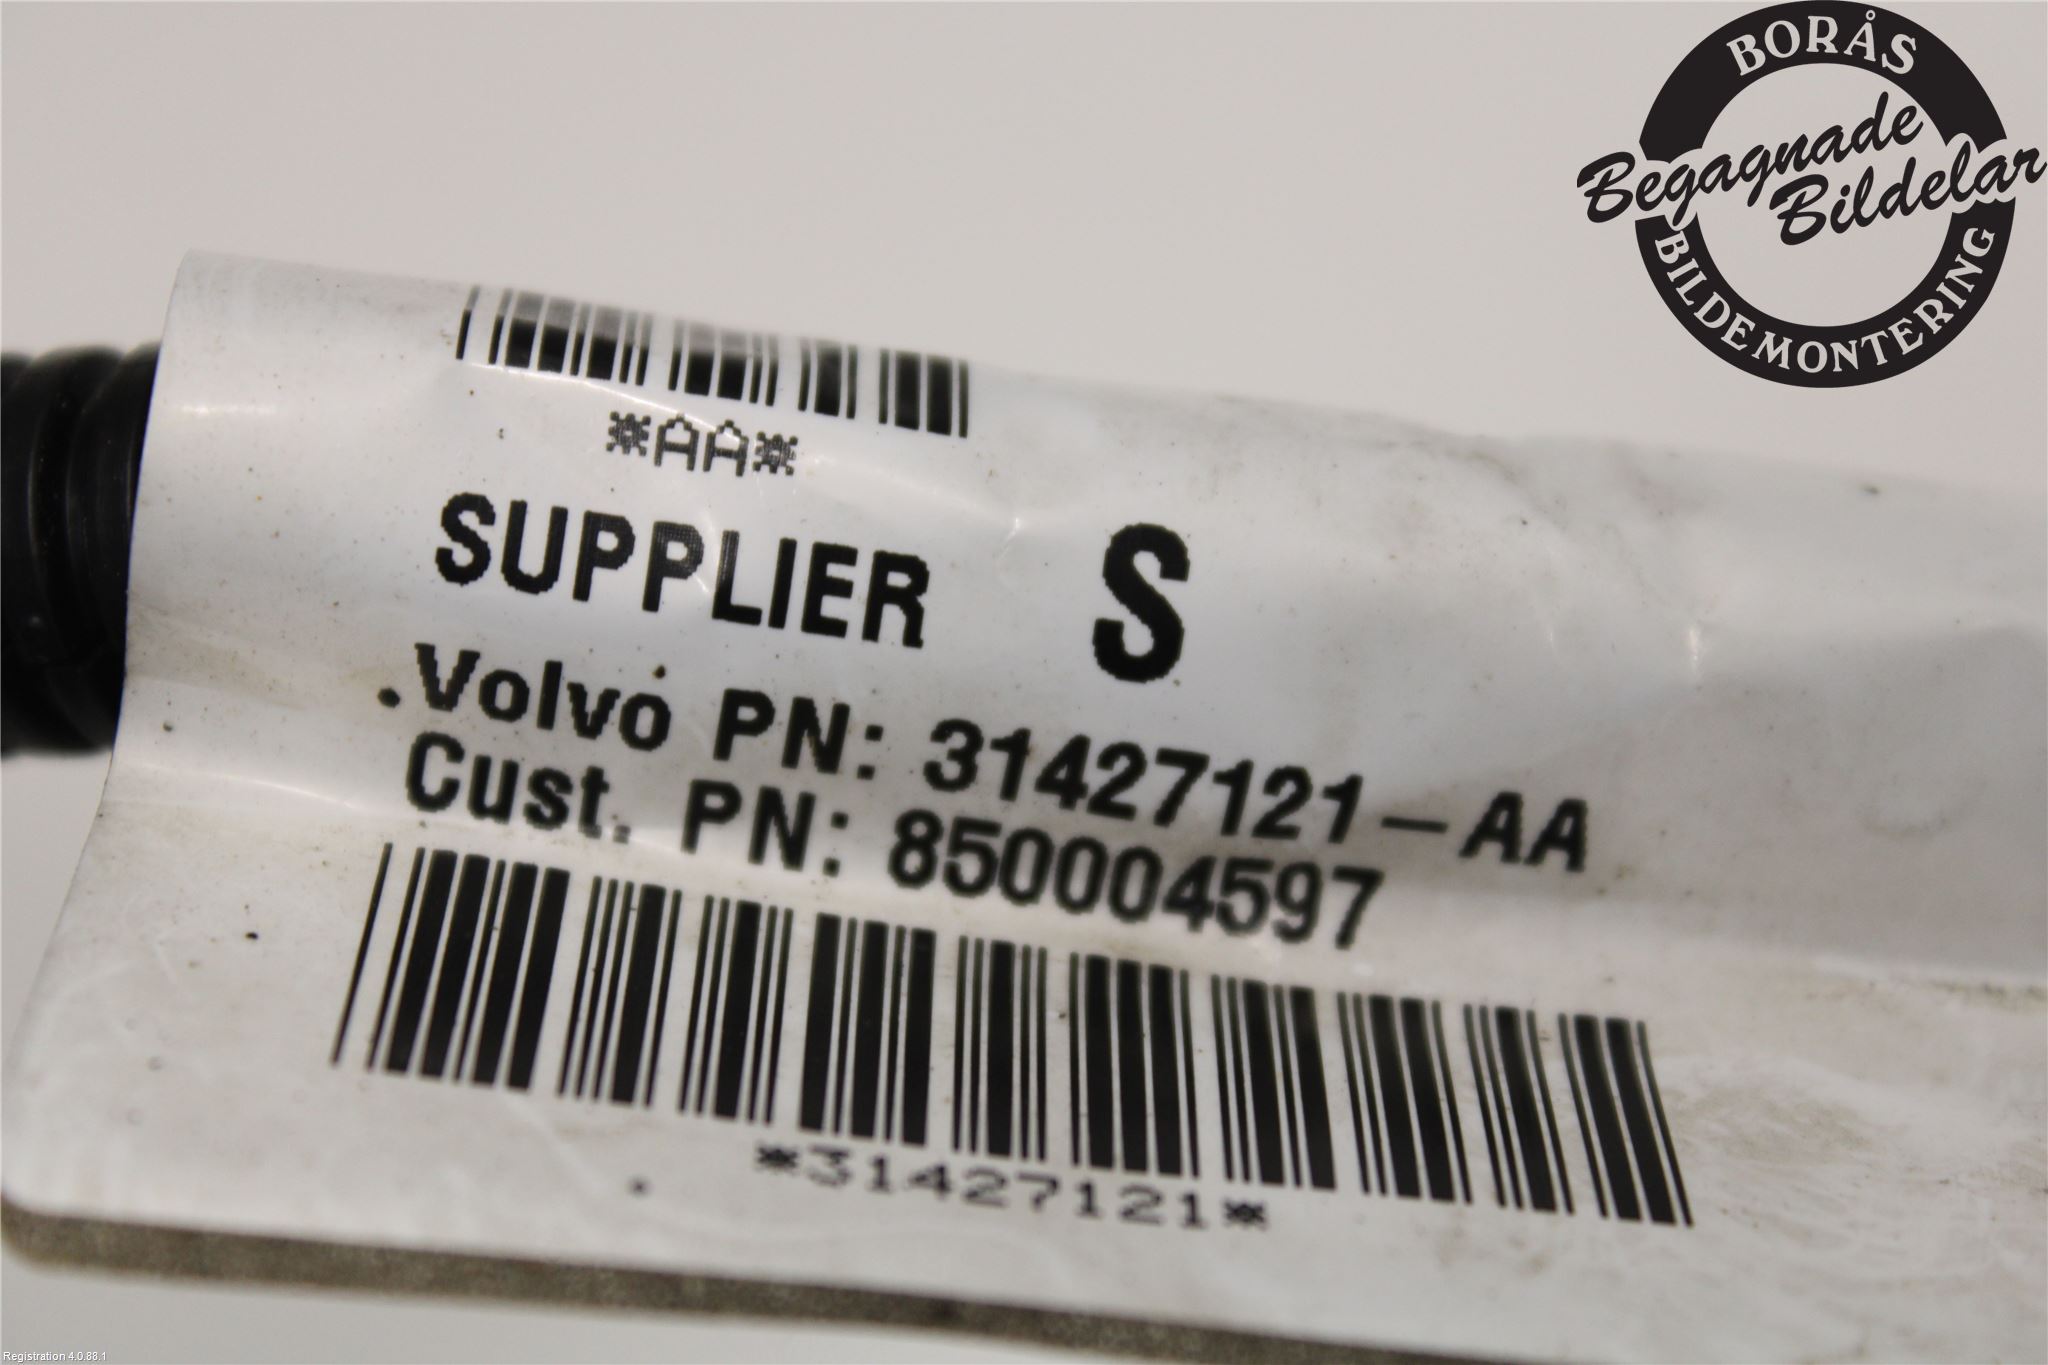 BORÅS
Begagnade
Bildelar
BILDEMONTERING
*AA*
SUPPLIER S
Volvo PN: 31427121-AA
Cust. PN: 850004597
*31427121*
Registration 4.0.88.1